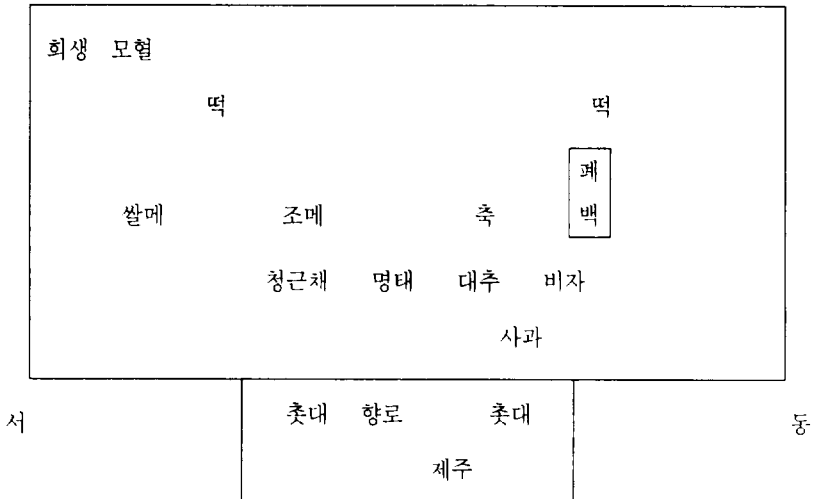 희생 모혈
떡 떡
폐
쌀메 조메 축 백
청근채 명태 대추 비자
사과
서 촛대 향로 촛대 동
제주